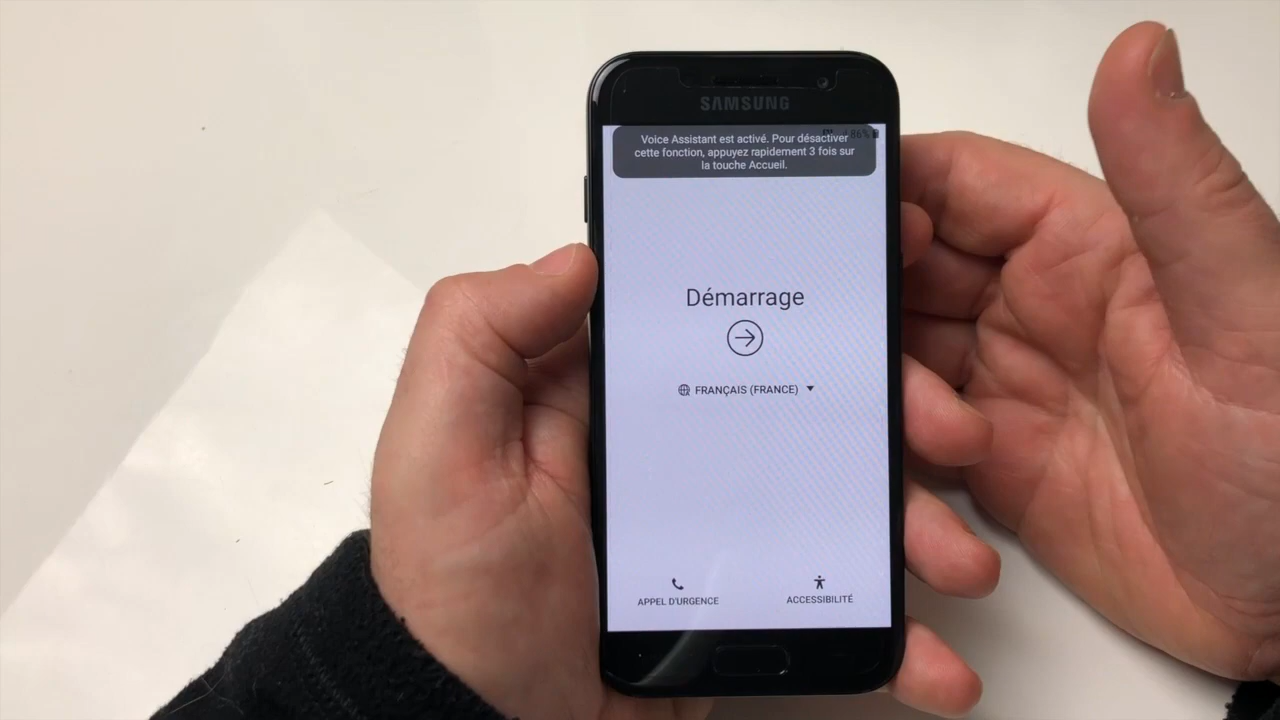 SAMSUNG
86%
Voice Assistant est activé. Pour désactiver
cette fonction, appuyez rapidement 3 fois sur
la touche Accueil.
Démarrage
FRANÇAIS (FRANCE)
APPEL D'URGENCE
ACCESSIBILITÉ